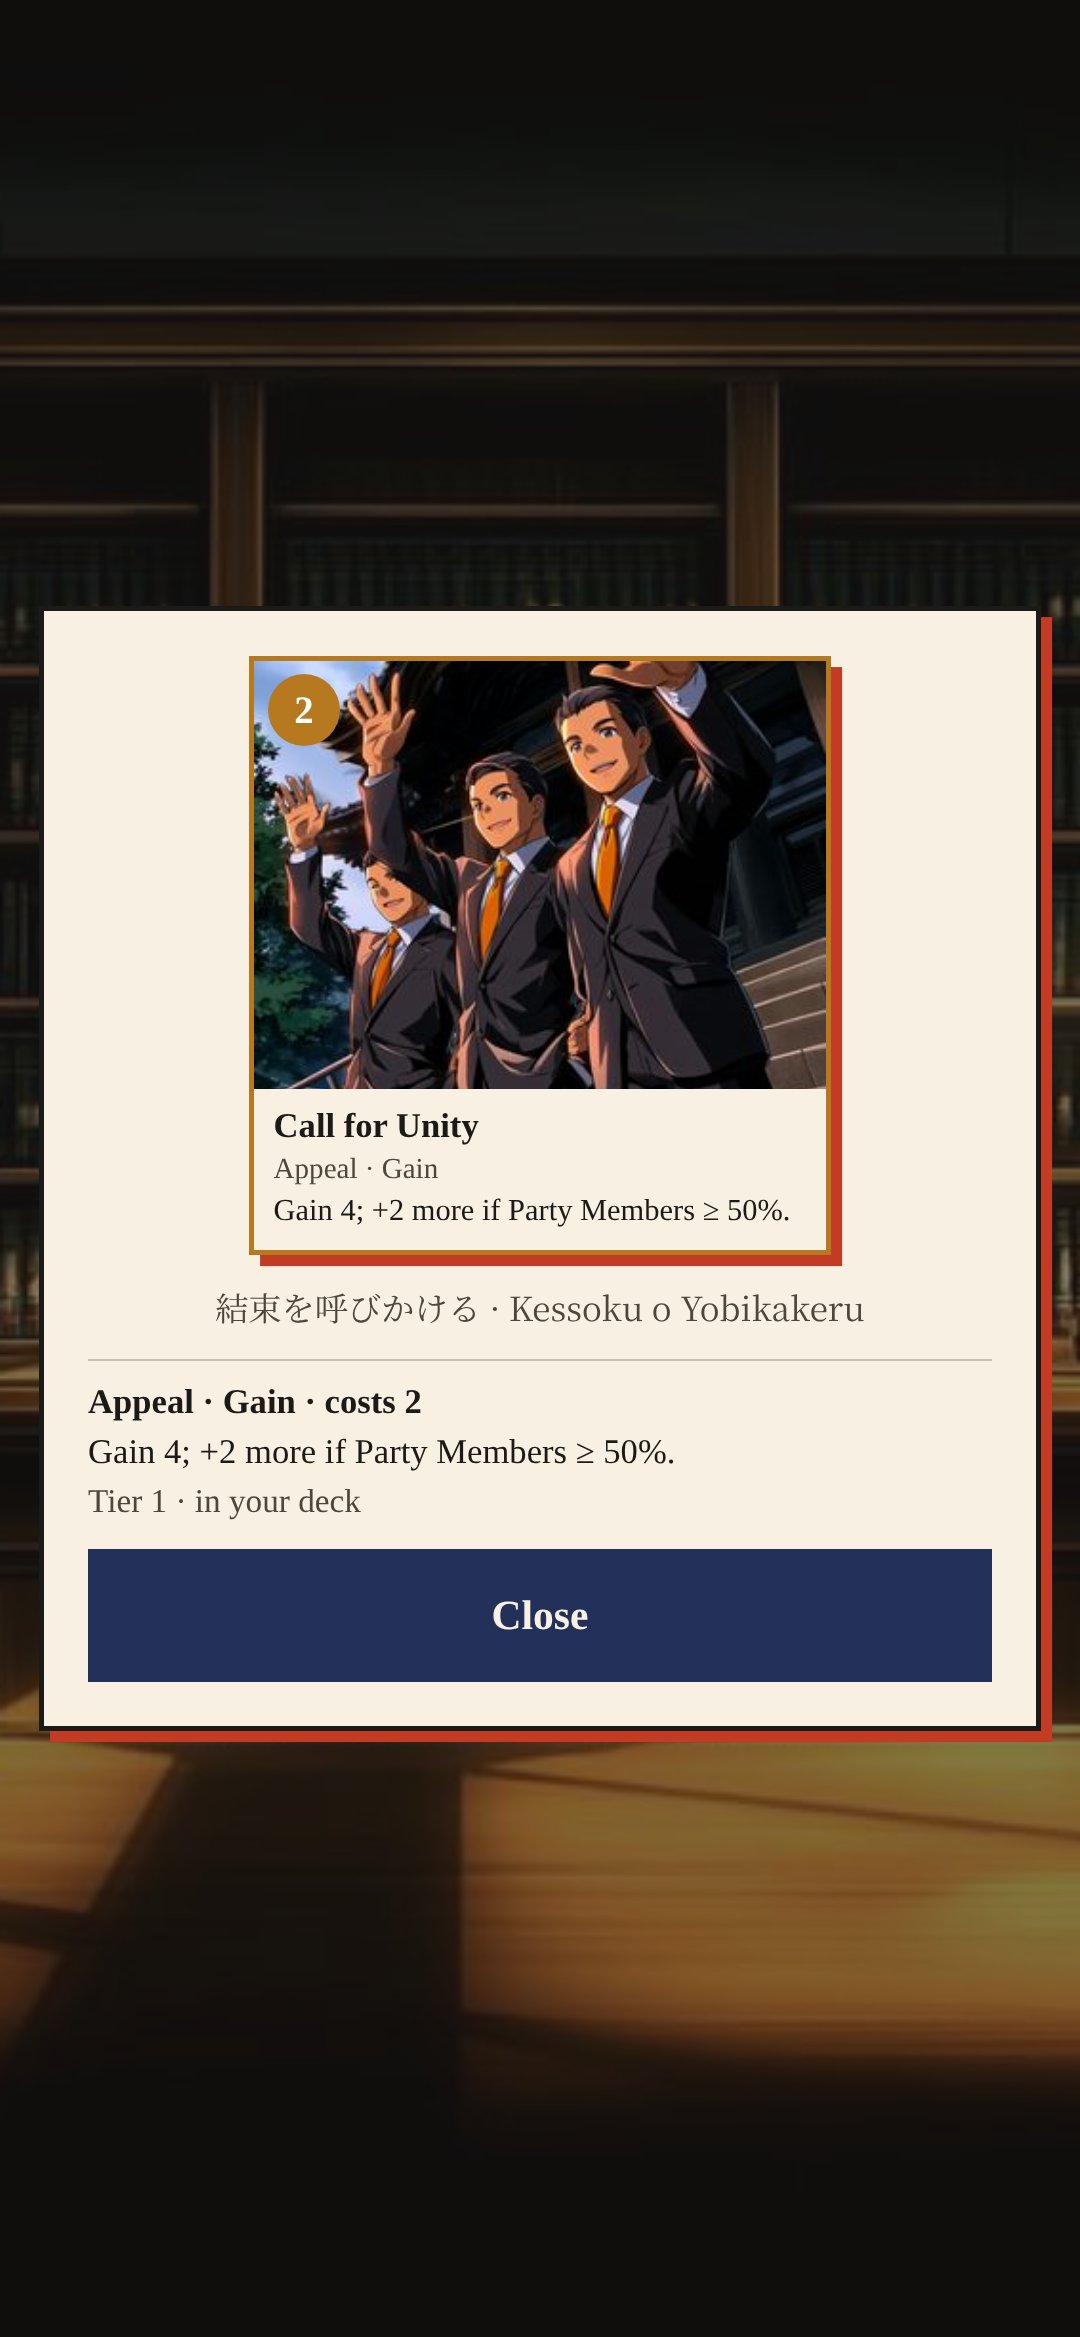 2
Call for Unity
Appeal · Gain
Gain 4; +2 more if Party Members ≥ 50%.
結束を呼びかける · Kessoku o Yobikakeru
Appeal · Gain · costs 2
Gain 4; +2 more if Party Members ≥ 50%.
Tier 1 · in your deck
Close